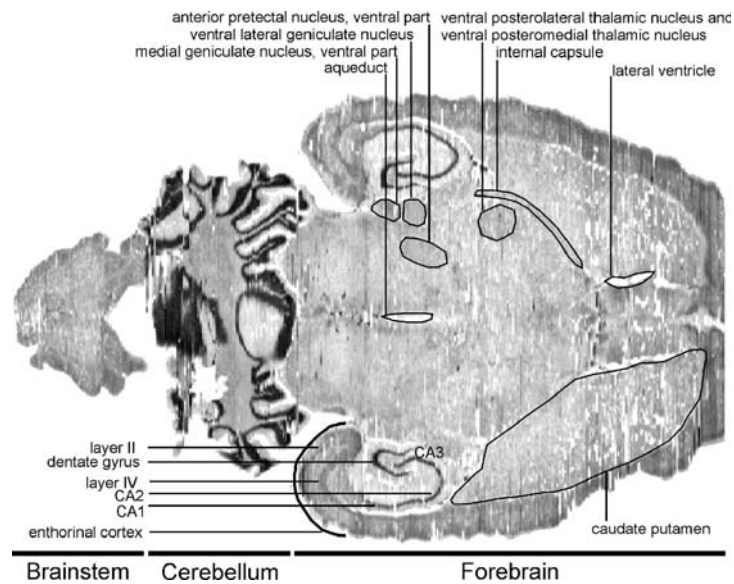 anterior pretectal nucleus, ventral part
ventral lateral geniculate nucleus
medial geniculate nucleus, ventral part
aqueduct
ventral posterolateral thalamic nucleus and
ventral posteromedial thalamic nucleus
internal capsule
lateral ventricle
layer II
dentate gyrus
CA3
layer IV
CA2
CA1
enthorinal cortex
caudate putamen
Brainstem
Cerebellum
Forebrain